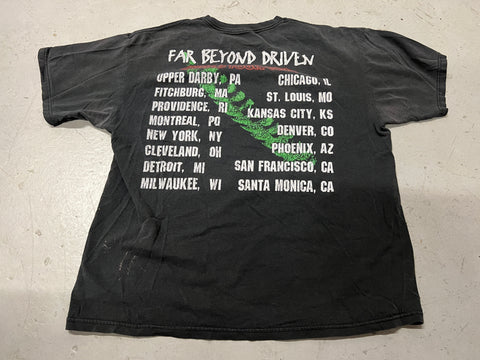 FAR BEYOND DRIVEN
UPPER DARBY, PA
FITCHBURG, MA
PROVIDENCE, RI
MONTREAL, PQ
NEW YORK, NY
CLEVELAND, OH
DETROIT, MI
MILWAUKEE, WI
CHICAGO, IL
ST. LOUIS, MO
KANSAS CITY, KS
DENVER, CO
PHOENIX, AZ
SAN FRANCISCO, CA
SANTA MONICA, CA